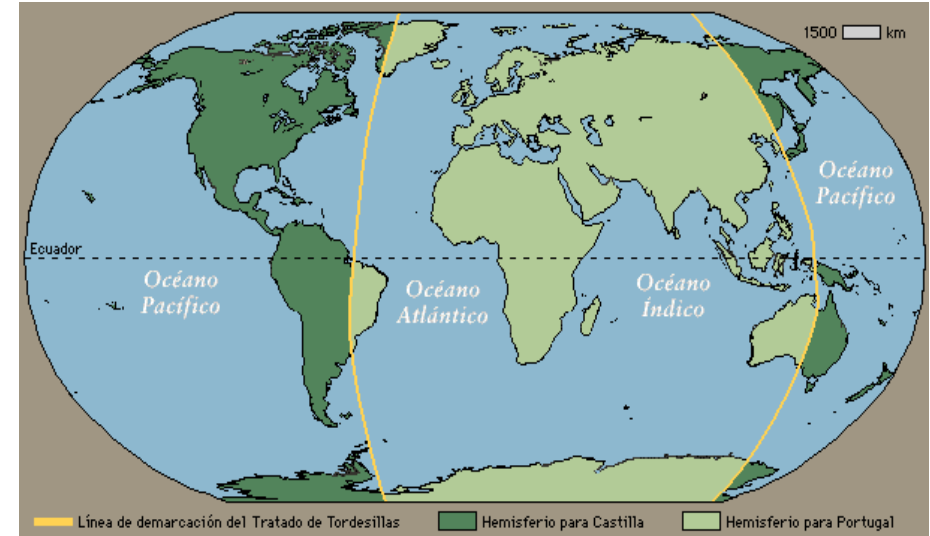 1500 km
Océano
Pacífico
Ecuador
Océano
Pacífico
Océano
Atlántico
Océano
Índico
Línea de demarcación del Tratado de Tordesillas
Hemisferio para Castilla
Hemisferio para Portugal